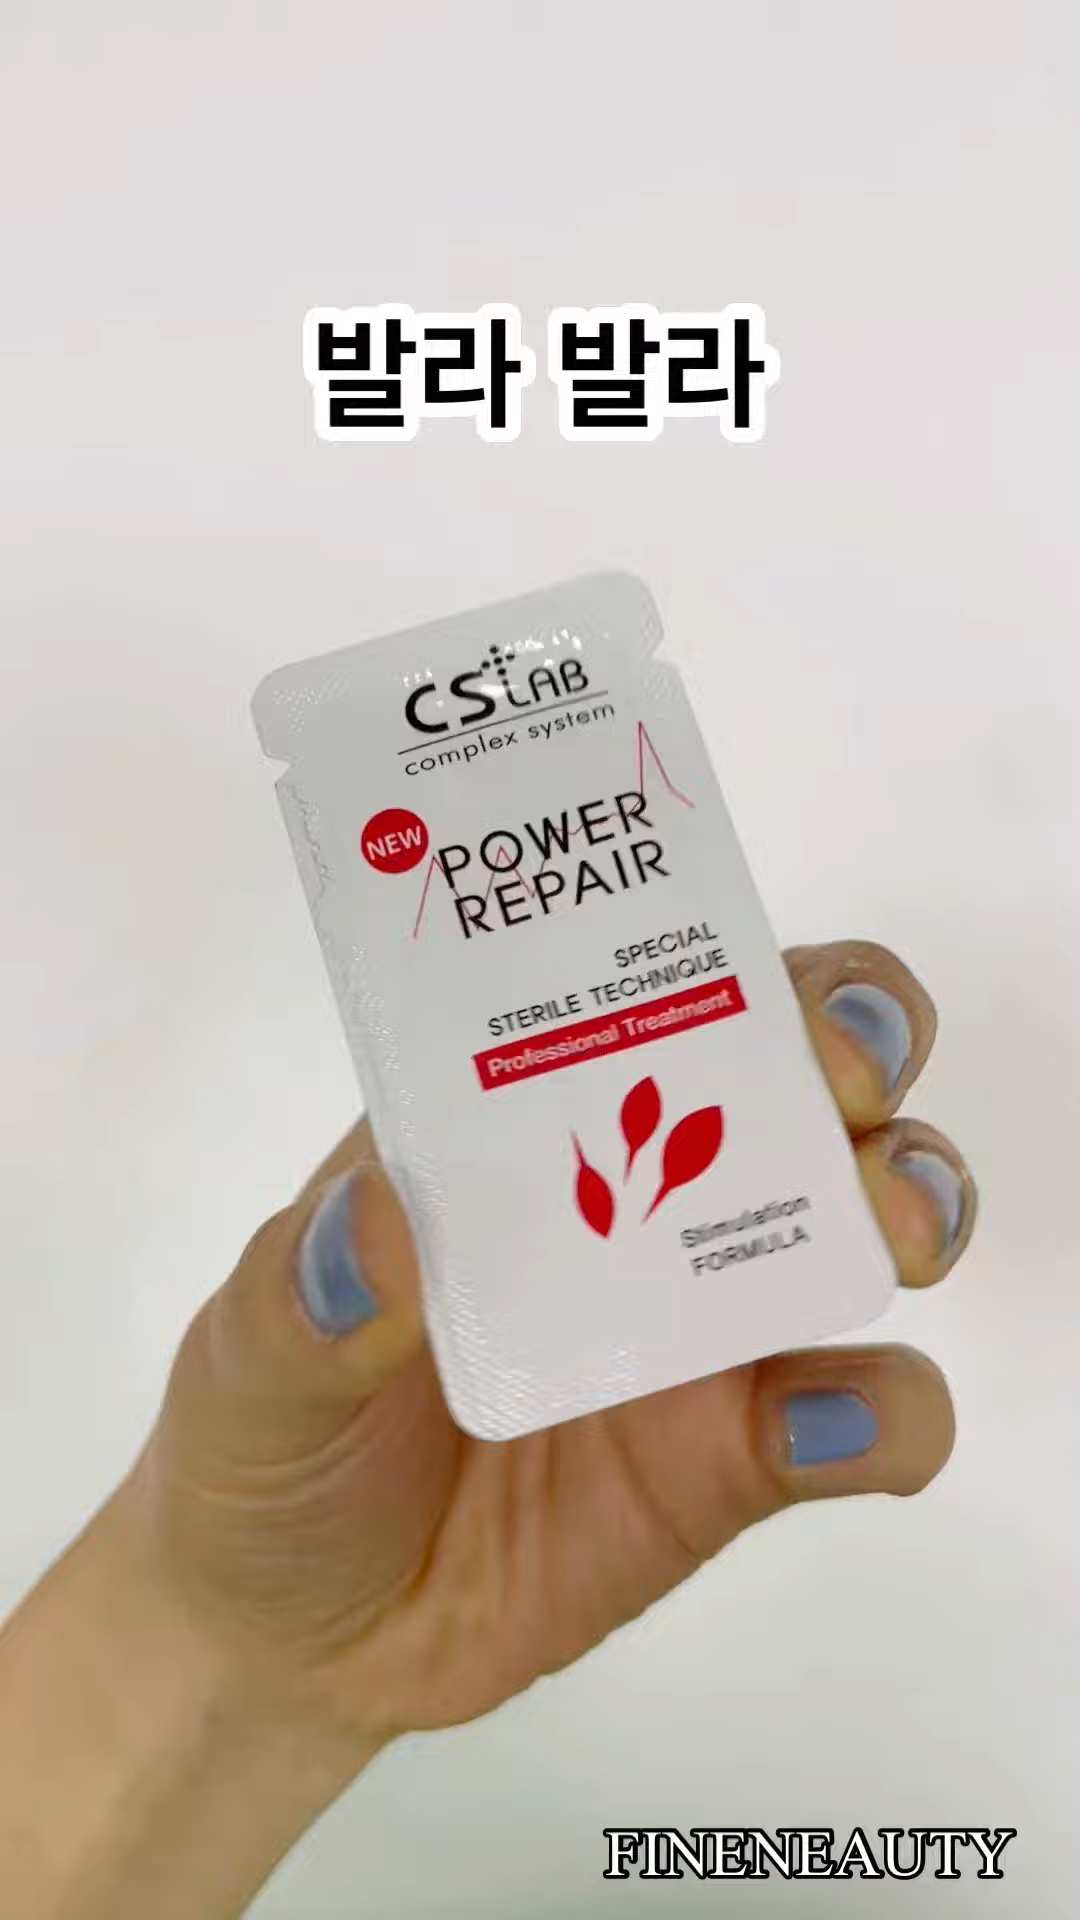 발라 발라
CS LAB
complex system
NEW
POWER
REPAIR
SPECIAL
STERILE TECHNIQUE
Professional Treatment
Stimulation
FORMULA
FINENEAUTY